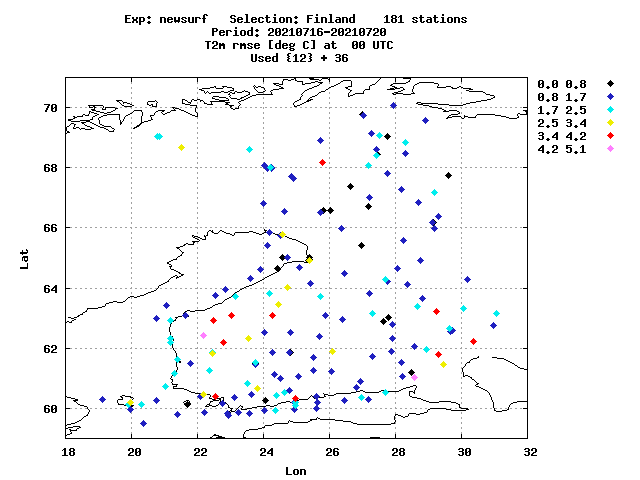 Exp: newsurf Selection: Finland 181 stations
Period: 20210716-20210720
T2m rmse [deg C] at 00 UTC
Used {12} + 36
0.0 0.8
0.8 1.7
1.7 2.5
2.5 3.4
3.4 4.2
4.2 5.1
70
68
66
64
62
60
Lat
18 20 22 24 26 28 30 32
Lon